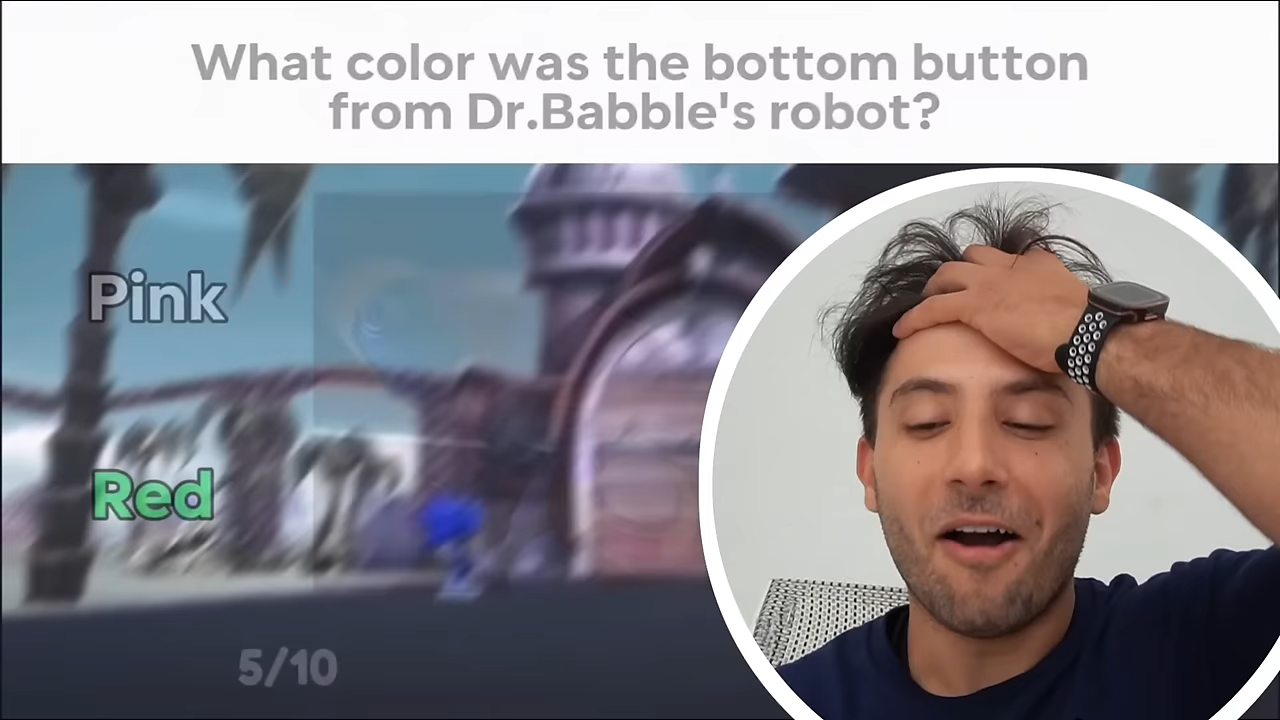 What color was the bottom button
from Dr.Babble's robot?
Pink
Red
5/10